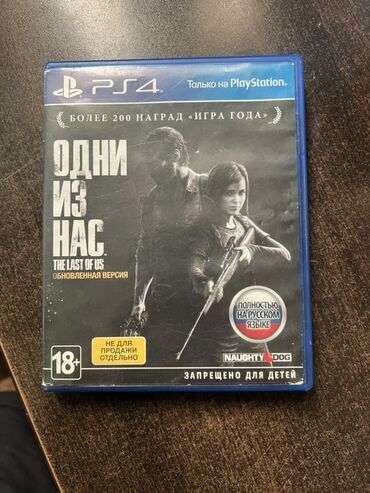 PS4
Только на PlayStation.
БОЛЕЕ 200 НАГРАД «ИГРА ГОДА»
ОДНИ
ИЗ
НАС
THE LAST OF US
ОБНОВЛЕННАЯ ВЕРСИЯ
ПОЛНОСТЬЮ
НА РУССКОМ
ЯЗЫКЕ
НЕ ДЛЯ
ПРОДАЖИ
ОТДЕЛЬНО
18+
NAUGHTY DOG
ЗАПРЕЩЕНО ДЛЯ ДЕТЕЙ